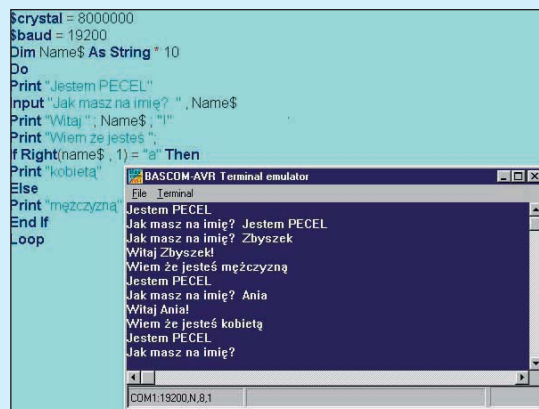 $crystal = 8000000
$baud = 19200
Dim Name$ As String * 10
Do
Print "Jestem PECEL"
Input "Jak masz na imię? " , Name$
Print "Witaj " ; Name$ ; "!"
Print "Wiem że jesteś ";
If Right(name$ , 1) = "a" Then
Print "kobietą"
Else
Print "mężczyzną"
End If
Loop
BASCOM-AVR Terminal emulator
File Terminal
Jestem PECEL
Jak masz na imię? Jestem PECEL
Jak masz na imię? Zbyszek
Witaj Zbyszek!
Wiem że jesteś mężczyzną
Jestem PECEL
Jak masz na imię? Ania
Witaj Ania!
Wiem że jesteś kobietą
Jestem PECEL
Jak masz na imię?
COM1:19200,N,8,1